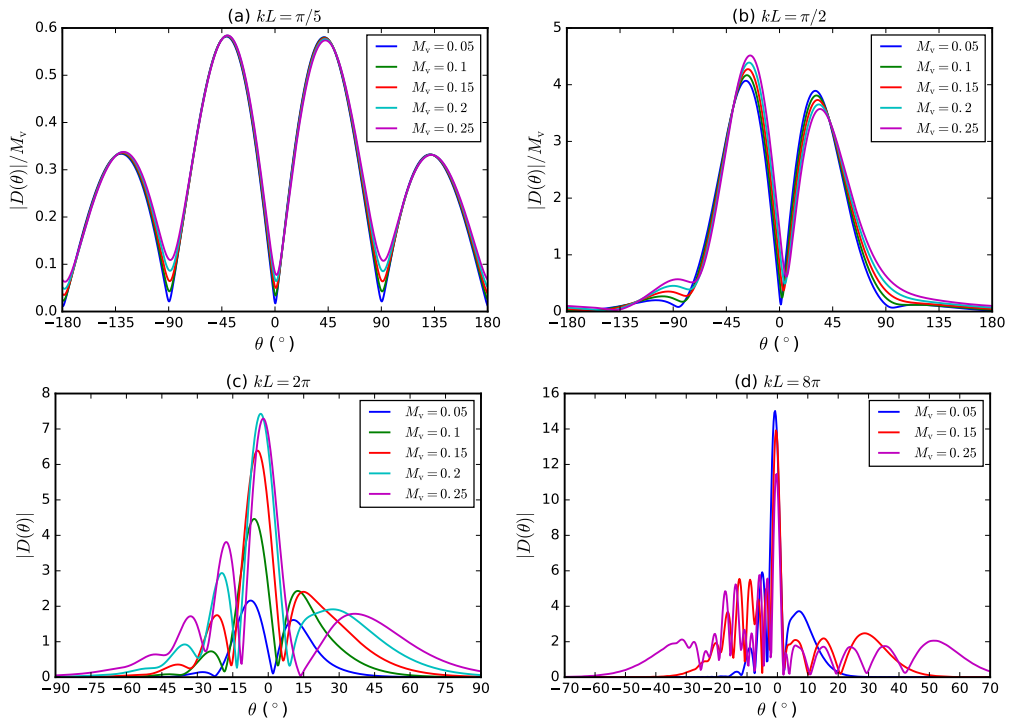 (a) kL = π/5
0.6
0.5
0.4
0.3
0.2
0.1
0.0
|D(θ)|/M_v
−180 −135 −90 −45 0 45 90 135 180
θ (°)
M_v = 0.05
M_v = 0.1
M_v = 0.15
M_v = 0.2
M_v = 0.25
(b) kL = π/2
5
4
3
2
1
0
|D(θ)|/M_v
−180 −135 −90 −45 0 45 90 135 180
θ (°)
M_v = 0.05
M_v = 0.1
M_v = 0.15
M_v = 0.2
M_v = 0.25
(c) kL = 2π
8
7
6
5
4
3
2
1
0
|D(θ)|
−90 −75 −60 −45 −30 −15 0 15 30 45 60 75 90
θ (°)
M_v = 0.05
M_v = 0.1
M_v = 0.15
M_v = 0.2
M_v = 0.25
(d) kL = 8π
16
14
12
10
8
6
4
2
0
|D(θ)|
−70 −60 −50 −40 −30 −20 −10 0 10 20 30 40 50 60 70
θ (°)
M_v = 0.05
M_v = 0.15
M_v = 0.25